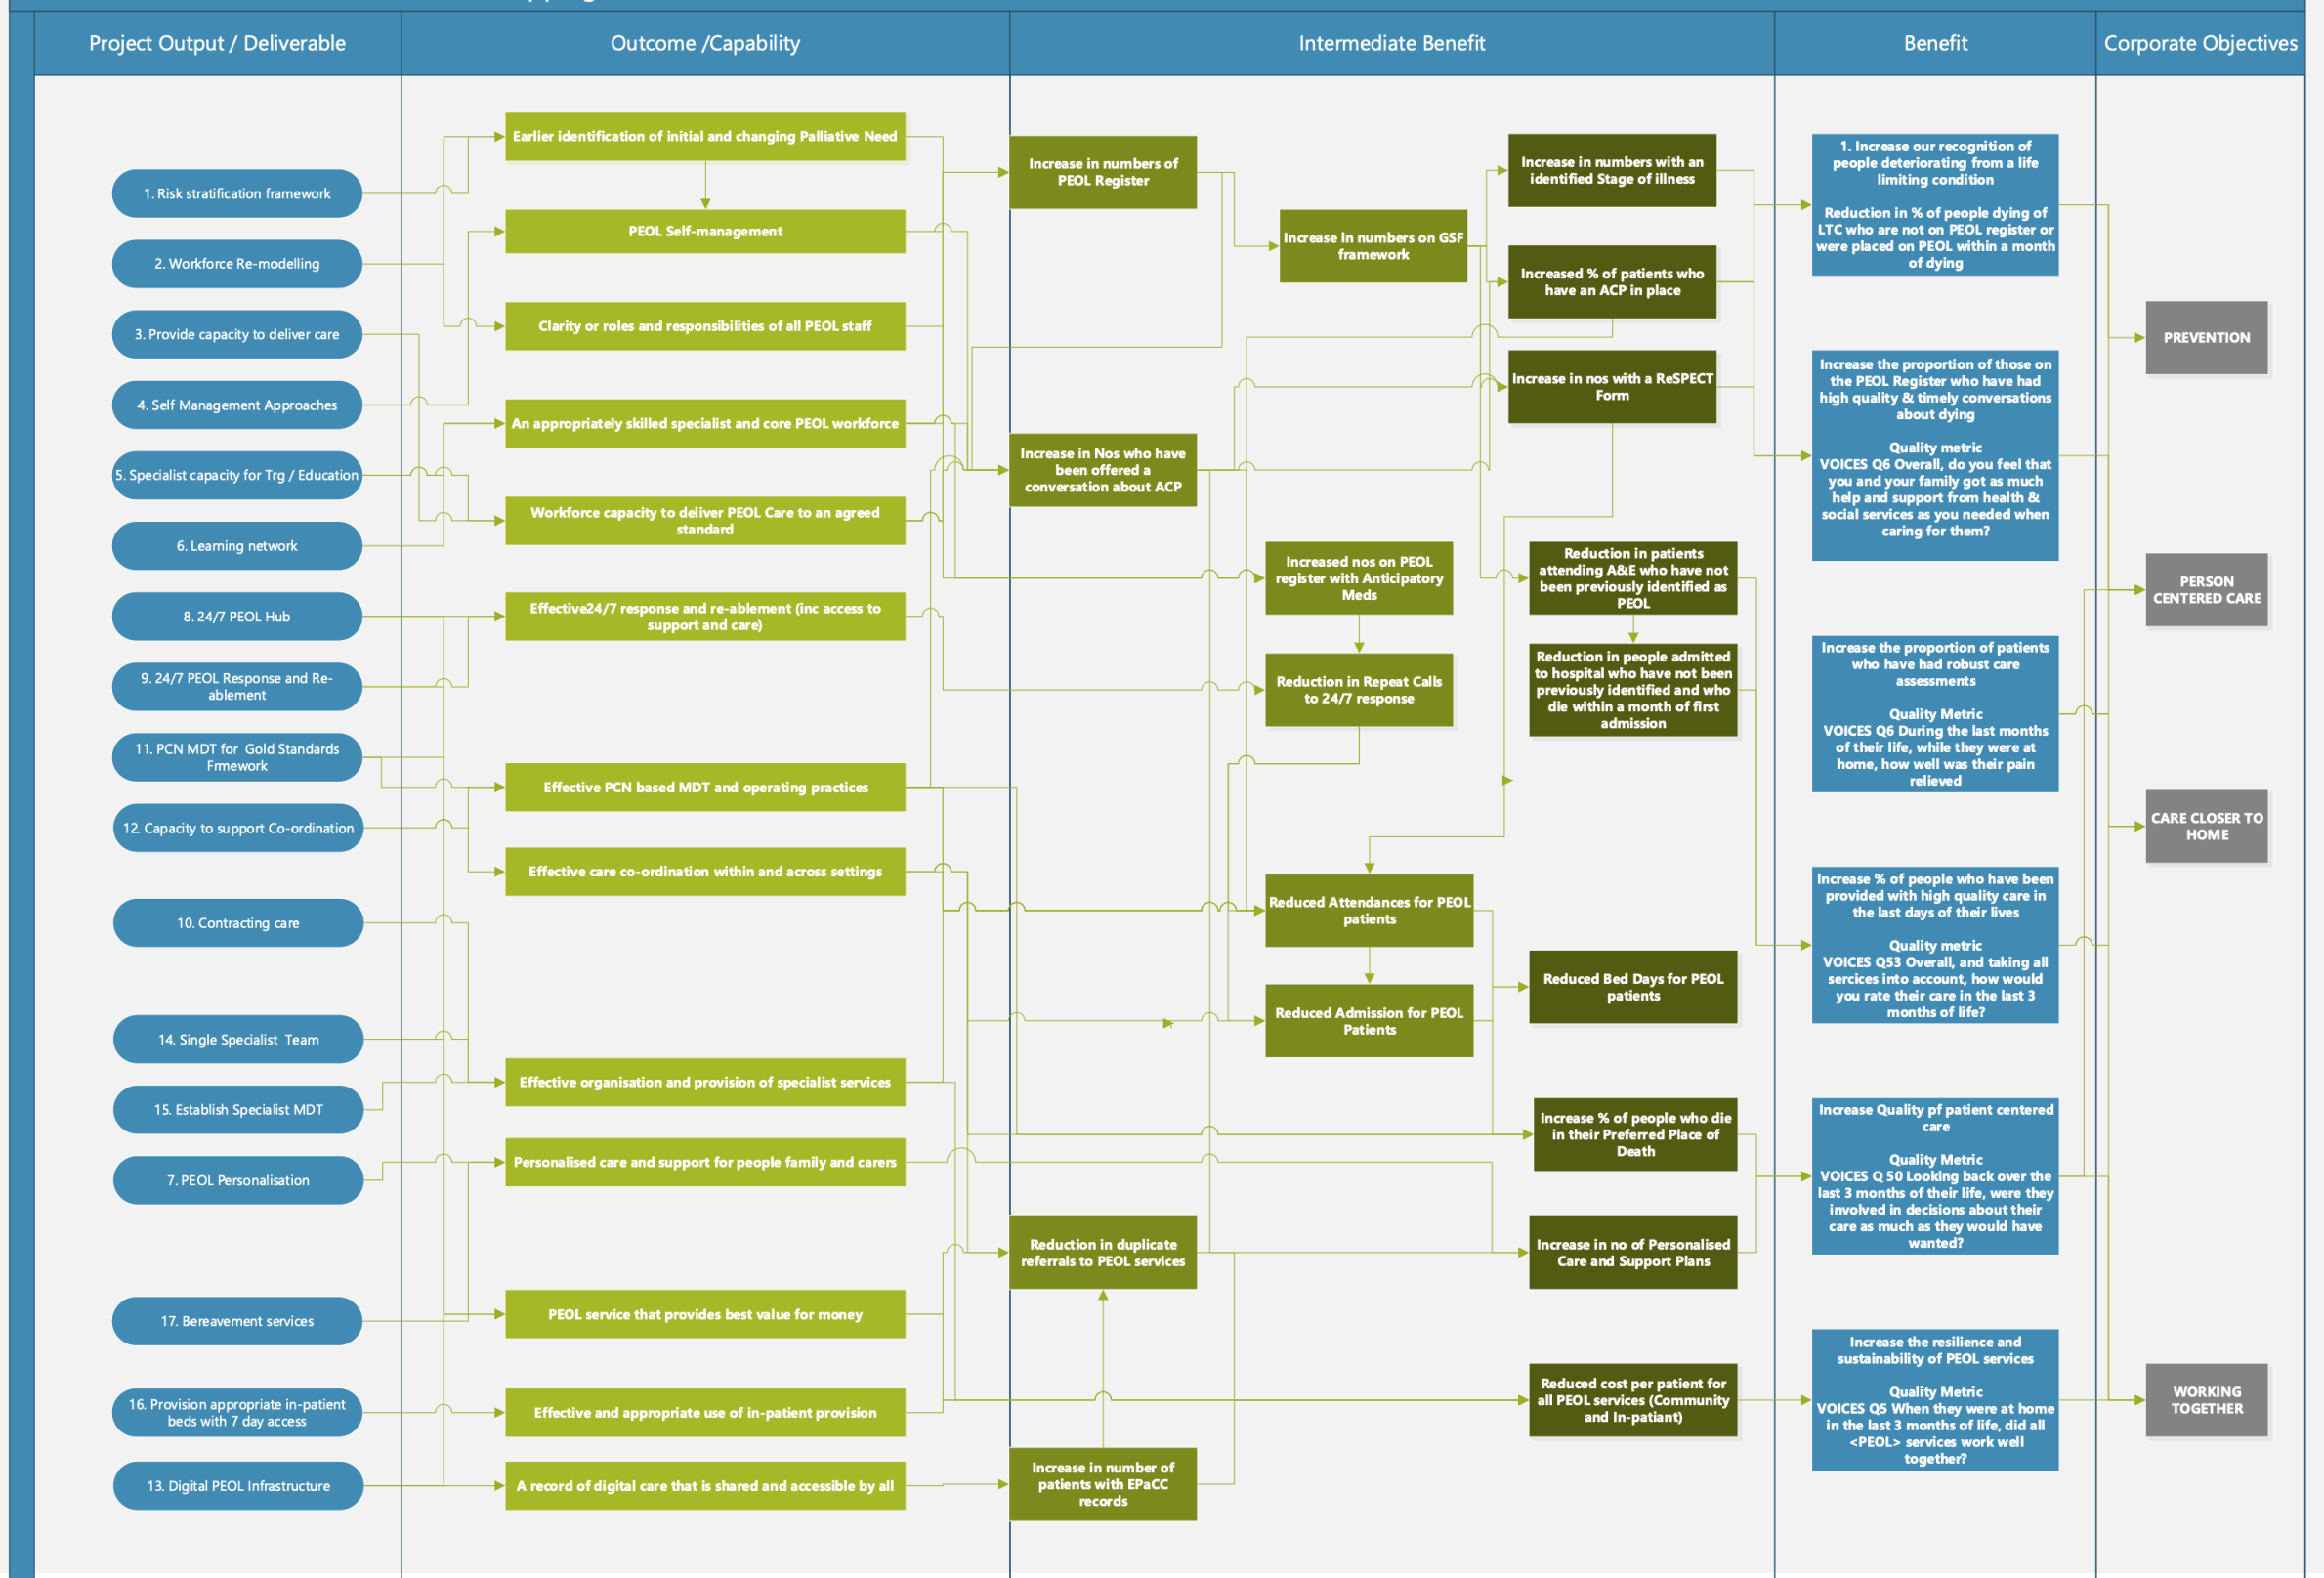 Project Output / Deliverable
Outcome /Capability
Intermediate Benefit
Benefit
Corporate Objectives
1. Risk stratification framework
2. Workforce Re-modelling
3. Provide capacity to deliver care
4. Self Management Approaches
5. Specialist capacity for Trg / Education
6. Learning network
8. 24/7 PEOL Hub
9. 24/7 PEOL Response and Re-
ablement
11. PCN MDT for Gold Standards
Frmework
12. Capacity to support Co-ordination
10. Contracting care
14. Single Specialist Team
15. Establish Specialist MDT
7. PEOL Personalisation
17. Bereavement services
16. Provision appropriate in-patient
beds with 7 day access
13. Digital PEOL Infrastructure
Earlier identification of initial and changing Palliative Need
PEOL Self-management
Clarity or roles and responsibilities of all PEOL staff
An appropriately skilled specialist and core PEOL workforce
Workforce capacity to deliver PEOL Care to an agreed
standard
Effective24/7 response and re-ablement (inc access to
support and care)
Effective PCN based MDT and operating practices
Effective care co-ordination within and across settings
Effective organisation and provision of specialist services
Personalised care and support for people family and carers
PEOL service that provides best value for money
Effective and appropriate use of in-patient provision
A record of digital care that is shared and accessible by all
Increase in numbers of
PEOL Register
Increase in Nos who have
been offered a
conversation about ACP
Reduction in duplicate
referrals to PEOL services
Increase in number of
patients with EPaCC
records
Increase in numbers on GSF
framework
Increased nos on PEOL
register with Anticipatory
Meds
Reduction in Repeat Calls
to 24/7 response
Reduced Attendances for PEOL
patients
Reduced Admission for PEOL
Patients
Increase in numbers with an
identified Stage of illness
Increased % of patients who
have an ACP in place
Increase in nos with a ReSPECT
Form
Reduction in patients
attending A&E who have not
been previously identified as
PEOL
Reduction in people admitted
to hospital who have not been
previously identified and who
die within a month of first
admission
Reduced Bed Days for PEOL
patients
Increase % of people who die
in their Preferred Place of
Death
Increase in no of Personalised
Care and Support Plans
Reduced cost per patient for
all PEOL services (Community
and In-patiant)
1. Increase our recognition of
people deteriorating from a life
limiting condition
Reduction in % of people dying of
LTC who are not on PEOL register or
were placed on PEOL within a month
of dying
Increase the proportion of those on
the PEOL Register who have had
high quality & timely conversations
about dying
Quality metric
VOICES Q6 Overall, do you feel that
you and your family got as much
help and support from health &
social services as you needed when
caring for them?
Increase the proportion of patients
who have had robust care
assessments
Quality Metric
VOICES Q6 During the last months
of their life, while they were at
home, how well was their pain
relieved
Increase % of people who have been
provided with high quality care in
the last days of their lives
Quality metric
VOICES Q53 Overall, and taking all
sercices into account, how would
you rate their care in the last 3
months of life?
Increase Quality pf patient centered
care
Quality Metric
VOICES Q 50 Looking back over the
last 3 months of their life, were they
involved in decisions about their
care as much as they would have
wanted?
Increase the resilience and
sustainability of PEOL services
Quality Metric
VOICES Q5 When they were at home
in the last 3 months of life, did all
<PEOL> services work well
together?
PREVENTION
PERSON
CENTERED CARE
CARE CLOSER TO
HOME
WORKING
TOGETHER